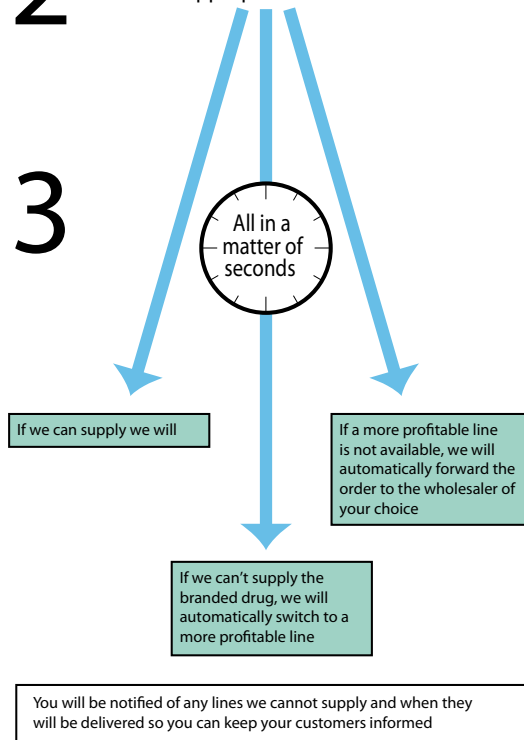 2
3
All in a
matter of
seconds
If we can supply we will
If a more profitable line
is not available, we will
automatically forward the
order to the wholesaler of
your choice
If we can't supply the
branded drug, we will
automatically switch to a
more profitable line
You will be notified of any lines we cannot supply and when they
will be delivered so you can keep your customers informed